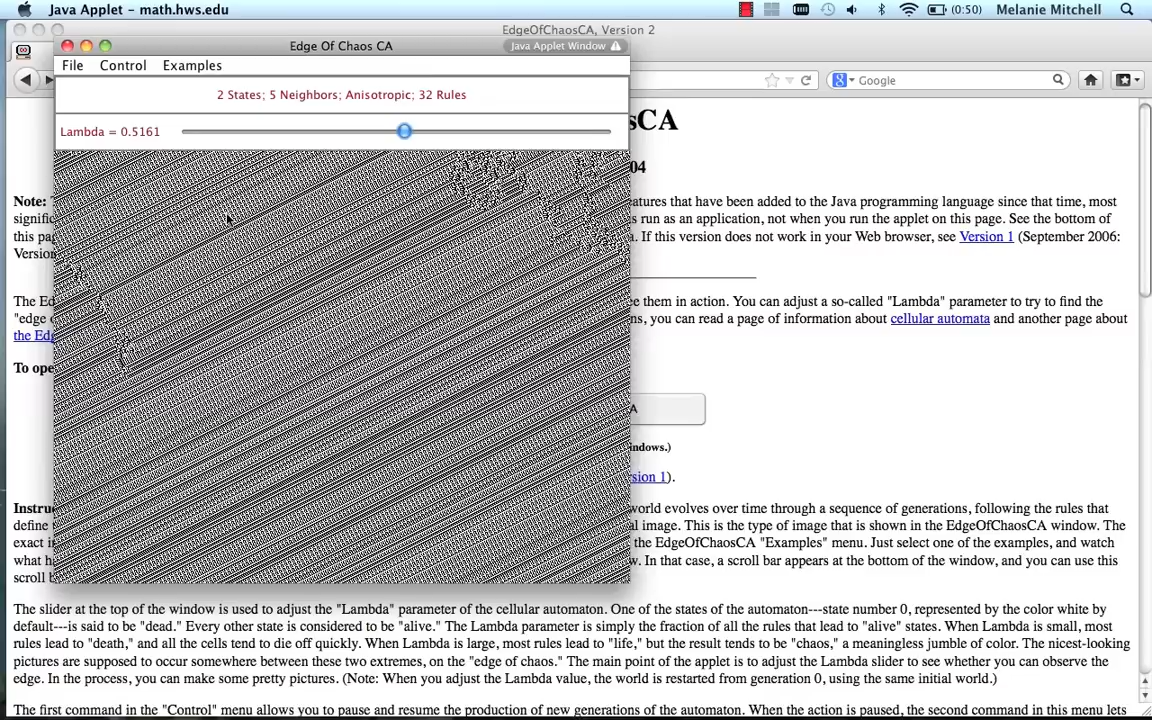 Java Applet - math.hws.edu
(0:50)
Melanie Mitchell
EdgeOfChaosCA, Version 2
Edge Of Chaos CA
Java Applet Window
File
Control
Examples
Google
2 States; 5 Neighbors; Anisotropic; 32 Rules
Lambda = 0.5161
sCA
04
Note:
eatures that have been added to the Java programming language since that time, most
signific
s run as an application, not when you run the applet on this page. See the bottom of
this pag
a. If this version does not work in your Web browser, see Version 1 (September 2006:
Version
The Ed
ee them in action. You can adjust a so-called "Lambda" parameter to try to find the
"edge o
ns, you can read a page of information about cellular automata and another page about
the Edg
To ope
A
indows.)
rsion 1).
Instruc
world evolves over time through a sequence of generations, following the rules that
define
al image. This is the type of image that is shown in the EdgeOfChaosCA window. The
exact in
the EdgeOfChaosCA "Examples" menu. Just select one of the examples, and watch
what h
w. In that case, a scroll bar appears at the bottom of the window, and you can use this
scroll b
The slider at the top of the window is used to adjust the "Lambda" parameter of the cellular automaton. One of the states of the automaton---state number 0, represented by the color white by
default---is said to be "dead." Every other state is considered to be "alive." The Lambda parameter is simply the fraction of all the rules that lead to "alive" states. When Lambda is small, most
rules lead to "death," and all the cells tend to die off quickly. When Lambda is large, most rules lead to "life," but the result tends to be "chaos," a meaningless jumble of color. The nicest-looking
pictures are supposed to occur somewhere between these two extremes, on the "edge of chaos." The main point of the applet is to adjust the Lambda slider to see whether you can observe the
edge. In the process, you can make some pretty pictures. (Note: When you adjust the Lambda value, the world is restarted from generation 0, using the same initial world.)
The first command in the "Control" menu allows you to pause and resume the production of new generations of the automaton. When the action is paused, the second command in this menu lets